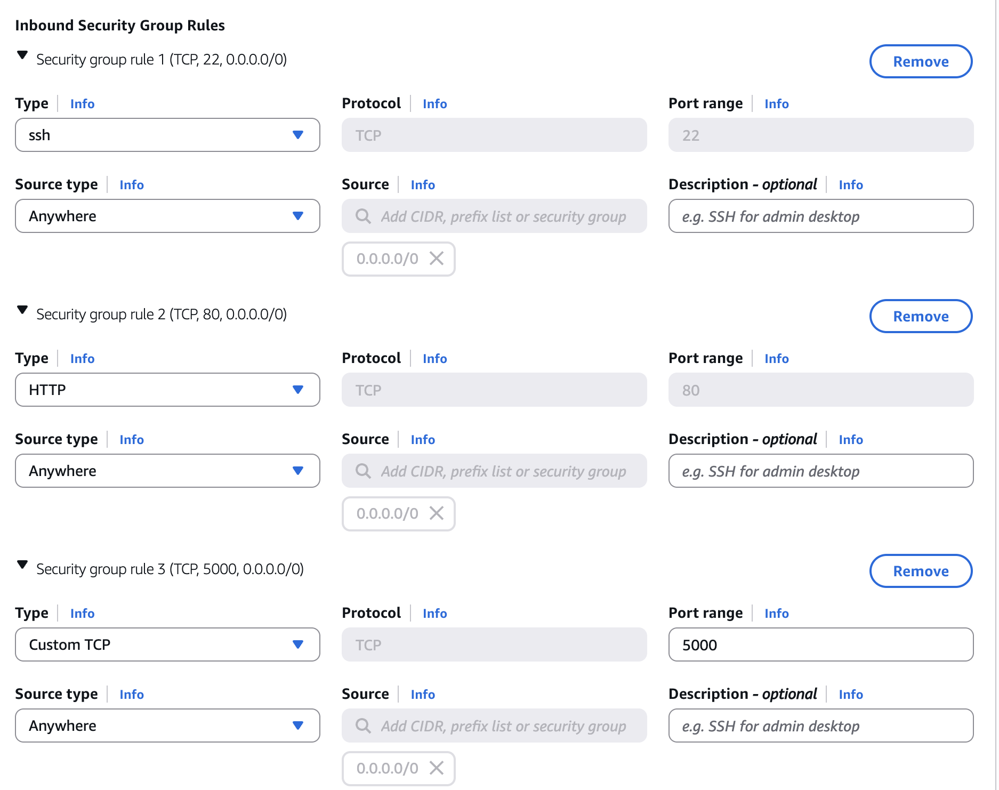 Inbound Security Group Rules
Security group rule 1 (TCP, 22, 0.0.0.0/0)
Remove
Type Info
Protocol Info
Port range Info
ssh
TCP
22
Source type Info
Source Info
Description - optional Info
Anywhere
Add CIDR, prefix list or security group
e.g. SSH for admin desktop
0.0.0.0/0
Security group rule 2 (TCP, 80, 0.0.0.0/0)
Remove
Type Info
Protocol Info
Port range Info
HTTP
TCP
80
Source type Info
Source Info
Description - optional Info
Anywhere
Add CIDR, prefix list or security group
e.g. SSH for admin desktop
0.0.0.0/0
Security group rule 3 (TCP, 5000, 0.0.0.0/0)
Remove
Type Info
Protocol Info
Port range Info
Custom TCP
TCP
5000
Source type Info
Source Info
Description - optional Info
Anywhere
Add CIDR, prefix list or security group
e.g. SSH for admin desktop
0.0.0.0/0